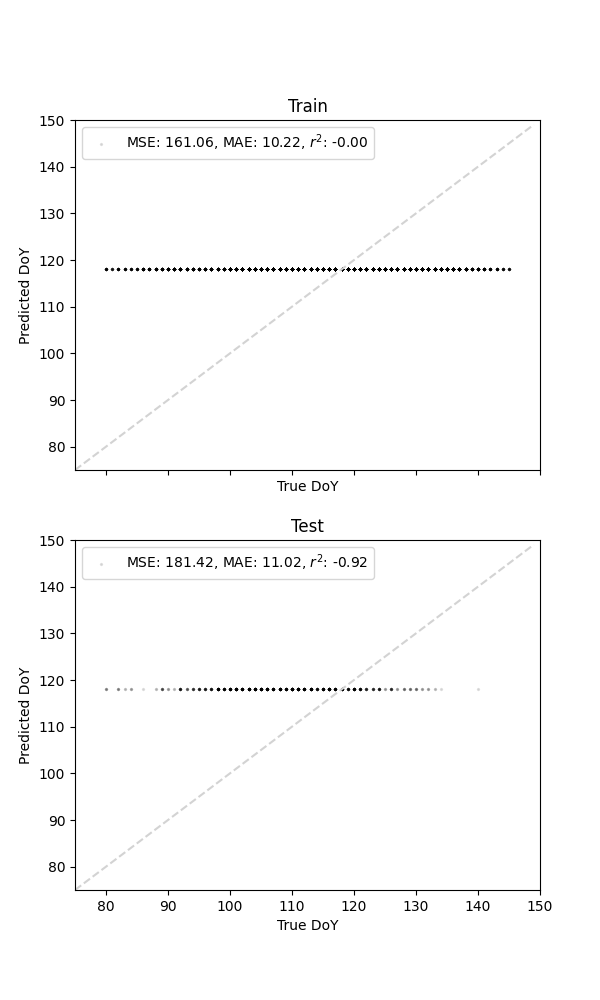 Train
150
MSE: 161.06, MAE: 10.22, r²: -0.00
140
130
120
110
100
90
80
Predicted DoY
True DoY
Test
150
MSE: 181.42, MAE: 11.02, r²: -0.92
140
130
120
110
100
90
80
Predicted DoY
80 90 100 110 120 130 140 150
True DoY